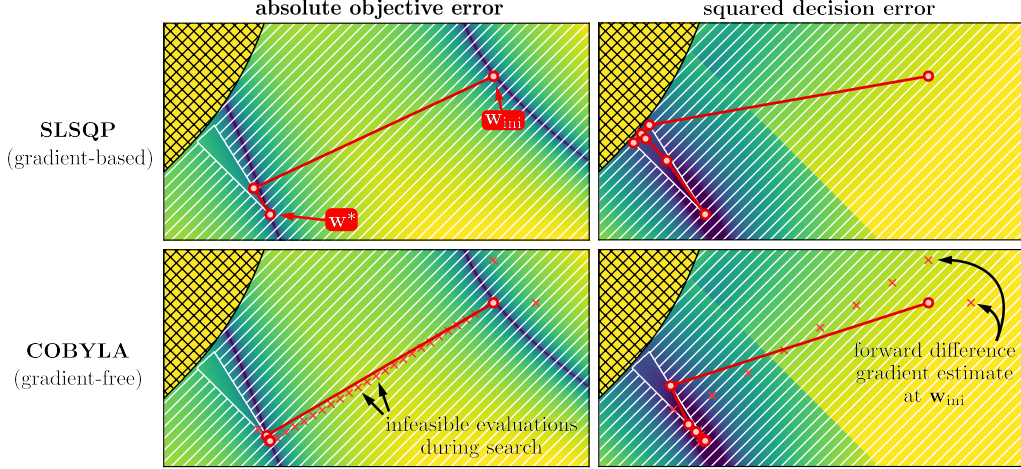 absolute objective error
squared decision error
SLSQP
(gradient-based)
w_ini
w*
COBYLA
(gradient-free)
infeasible evaluations
during search
forward difference
gradient estimate
at w_ini